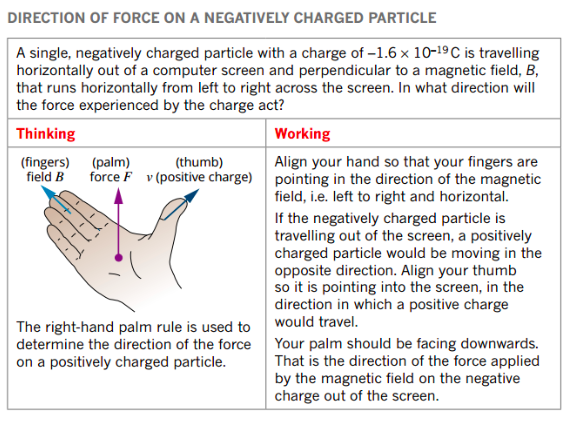 DIRECTION OF FORCE ON A NEGATIVELY CHARGED PARTICLE
A single, negatively charged particle with a charge of –1.6 × 10⁻¹⁹ C is travelling
horizontally out of a computer screen and perpendicular to a magnetic field, B,
that runs horizontally from left to right across the screen. In what direction will
the force experienced by the charge act?
Thinking
(fingers) (palm) (thumb)
field B force F v (positive charge)
The right-hand palm rule is used to
determine the direction of the force
on a positively charged particle.
Working
Align your hand so that your fingers are
pointing in the direction of the magnetic
field, i.e. left to right and horizontal.
If the negatively charged particle is
travelling out of the screen, a positively
charged particle would be moving in the
opposite direction. Align your thumb
so it is pointing into the screen, in the
direction in which a positive charge
would travel.
Your palm should be facing downwards.
That is the direction of the force applied
by the magnetic field on the negative
charge out of the screen.